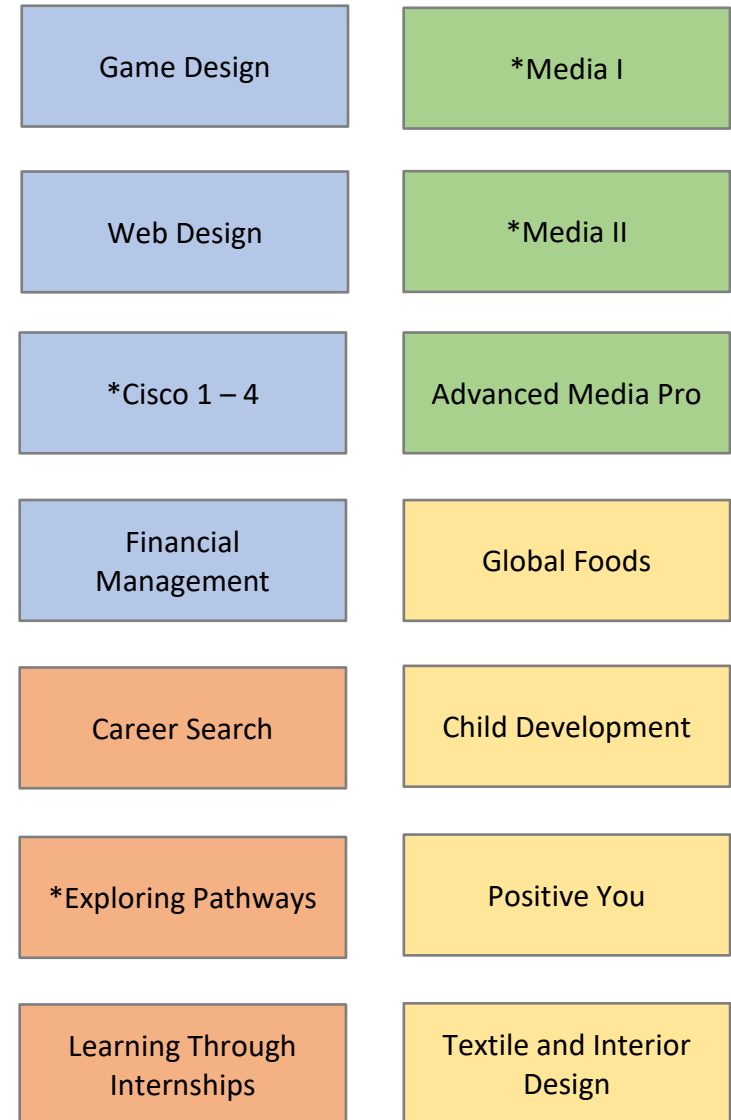 Game Design
*Media I
Web Design
*Media II
*Cisco 1 – 4
Advanced Media Pro
Financial
Management
Global Foods
Career Search
Child Development
*Exploring Pathways
Positive You
Learning Through
Internships
Textile and Interior
Design